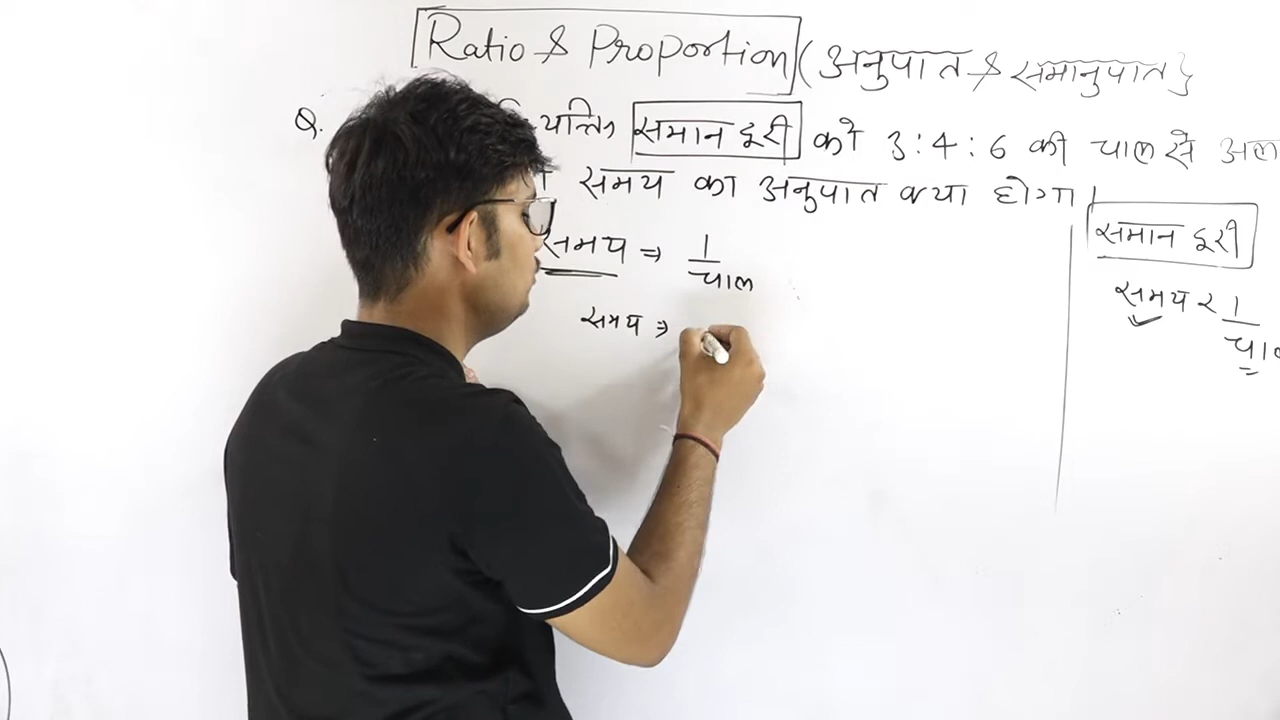 Ratio & Proportion (अनुपात & समानुपात)
Q. समान दूरी को 3 : 4 : 6 की चाल से
समय का अनुपात क्या होगा।
समान दूरी
समय ⇒ 1/चाल
समय ∝ 1/चाल
समय ⇒